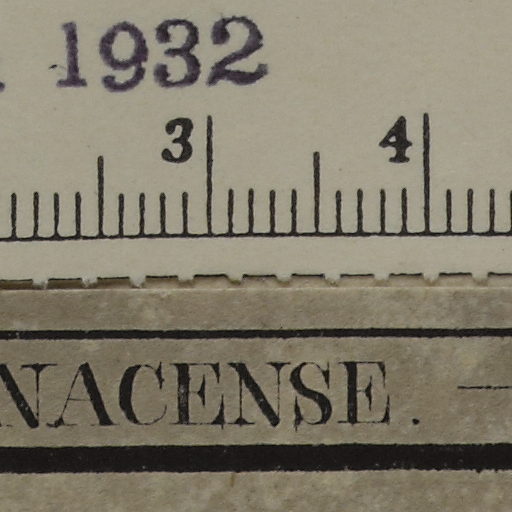 . 1932
3 4
NACENSE. —